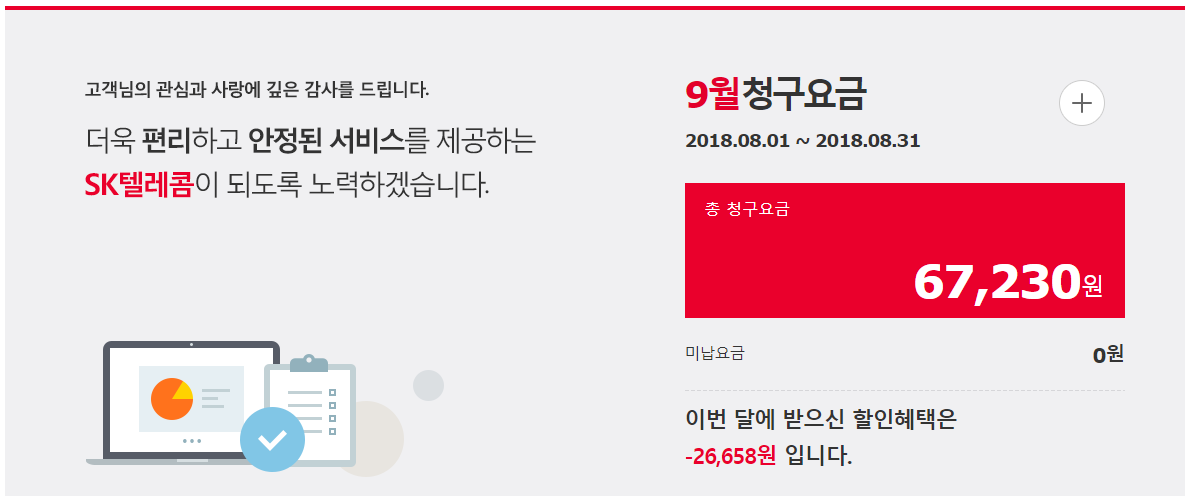 고객님의 관심과 사랑에 깊은 감사를 드립니다.
더욱 편리하고 안정된 서비스를 제공하는
SK텔레콤이 되도록 노력하겠습니다.
9월청구요금
2018.08.01 ~ 2018.08.31
총 청구요금
67,230원
미납요금 0원
이번 달에 받으신 할인혜택은
-26,658원 입니다.